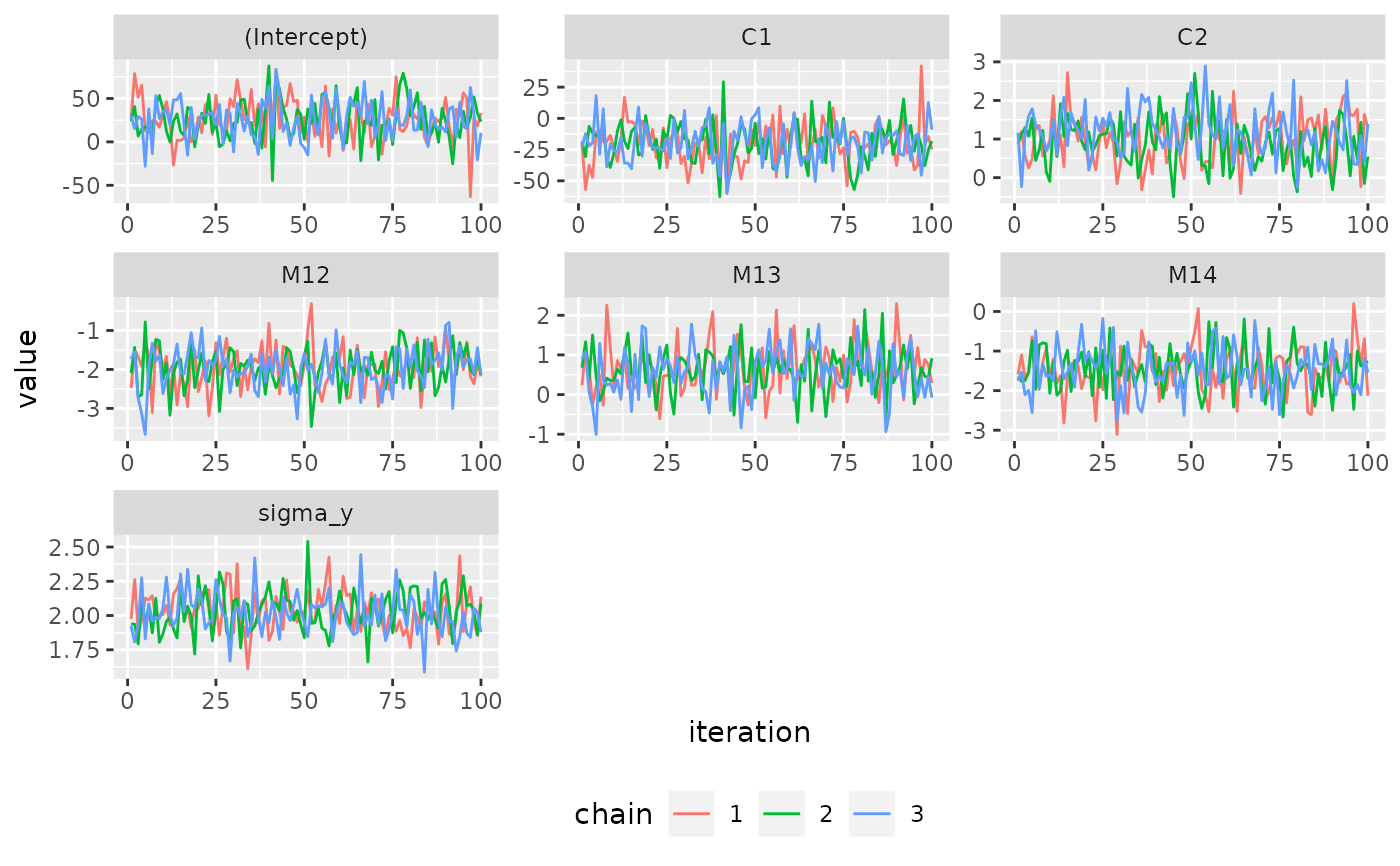 (Intercept) C1 C2
50 0 -50 25 0 -25 -50 3 2 1 0
0 25 50 75 100 0 25 50 75 100 0 25 50 75 100
M12 M13 M14
-1 -2 -3 2 1 0 -1 0 -1 -2 -3
0 25 50 75 100 0 25 50 75 100 0 25 50 75 100
value
sigma_y
2.50
2.25
2.00
1.75
0 25 50 75 100
iteration
chain 1 2 3